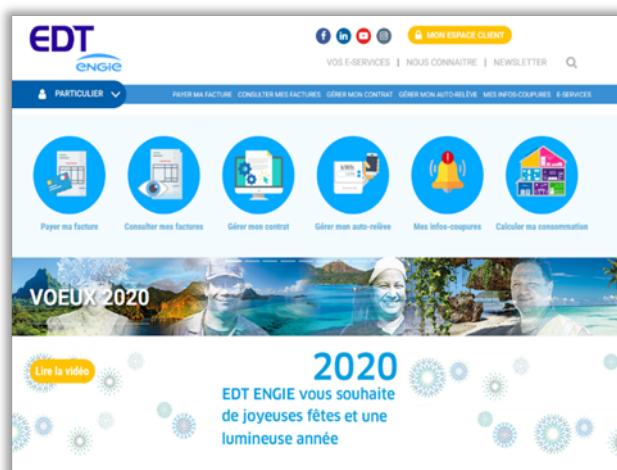 EDT
ENGIE
MON ESPACE CLIENT
VOS E-SERVICES | NOUS CONNAITRE | NEWSLETTER
PARTICULIER
PAYER MA FACTURE CONSULTER MES FACTURES GÉRER MON CONTRAT GÉRER MON AUTO-RELÈVE MES INFOS-COUPURES E-SERVICES
Payer ma facture Consulter mes factures Gérer mon contrat Gérer mon auto-relève Mes infos-coupures Calculer ma consommation
VOEUX 2020
Lire la vidéo
2020
EDT ENGIE vous souhaite
de joyeuses fêtes et une
lumineuse année